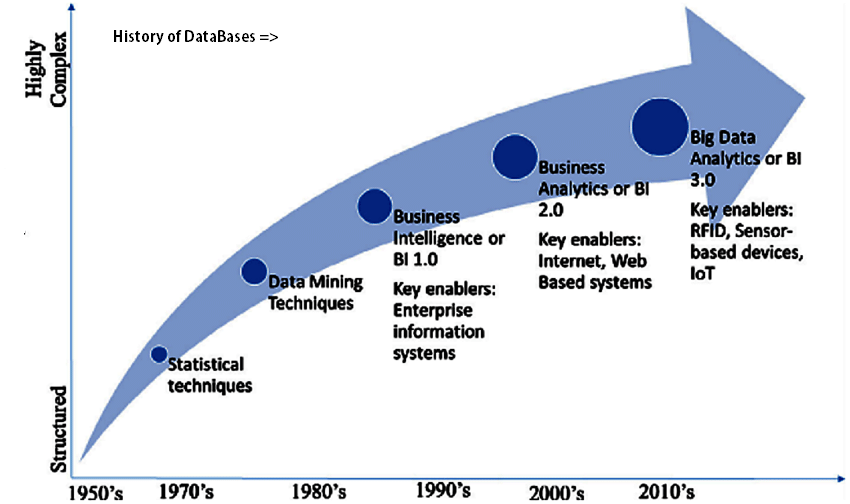 History of DataBases =>
Highly
Complex
Structured
Statistical
techniques
Data Mining
Techniques
Business
Intelligence or
BI 1.0
Key enablers:
Enterprise
information
systems
Business
Analytics or BI
2.0
Key enablers:
Internet, Web
Based systems
Big Data
Analytics or BI
3.0
Key enablers:
RFID, Sensor-
based devices,
IoT
1950's 1970's 1980's 1990's 2000's 2010's